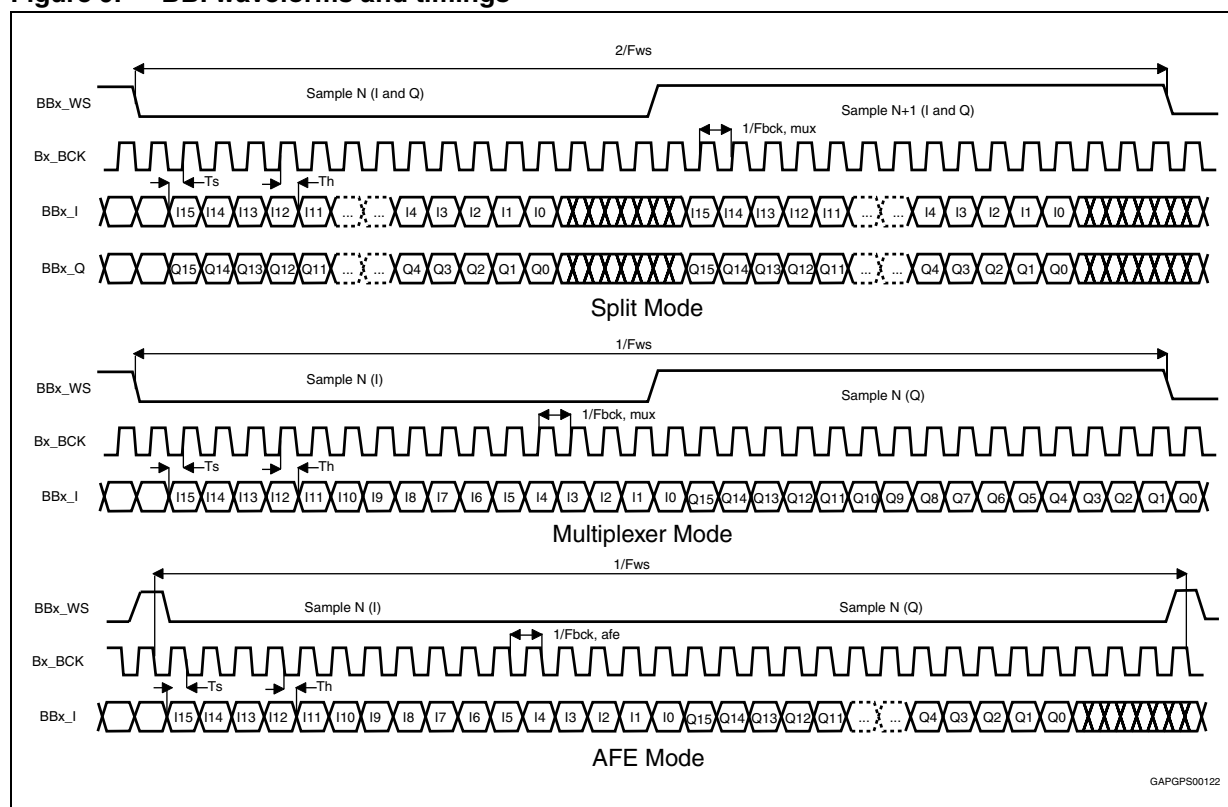 Figure 9. BBI waveforms and timings
2/Fws
BBx_WS Sample N (I and Q) Sample N+1 (I and Q)
1/Fbck, mux
Bx_BCK
Ts Th
BBx_I I15 I14 I13 I12 I11 ... ... I4 I3 I2 I1 I0 I15 I14 I13 I12 I11 ... ... I4 I3 I2 I1 I0
BBx_Q Q15 Q14 Q13 Q12 Q11 ... ... Q4 Q3 Q2 Q1 Q0 Q15 Q14 Q13 Q12 Q11 ... ... Q4 Q3 Q2 Q1 Q0
Split Mode
1/Fws
BBx_WS Sample N (I) Sample N (Q)
1/Fbck, mux
Bx_BCK
Ts Th
BBx_I I15 I14 I13 I12 I11 I10 I9 I8 I7 I6 I5 I4 I3 I2 I1 I0 Q15 Q14 Q13 Q12 Q11 Q10 Q9 Q8 Q7 Q6 Q5 Q4 Q3 Q2 Q1 Q0
Multiplexer Mode
1/Fws
BBx_WS Sample N (I) Sample N (Q)
1/Fbck, afe
Bx_BCK
Ts Th
BBx_I I15 I14 I13 I12 I11 I10 I9 I8 I7 I6 I5 I4 I3 I2 I1 I0 Q15 Q14 Q13 Q12 Q11 ... ... Q4 Q3 Q2 Q1 Q0
AFE Mode
GAPGPS00122